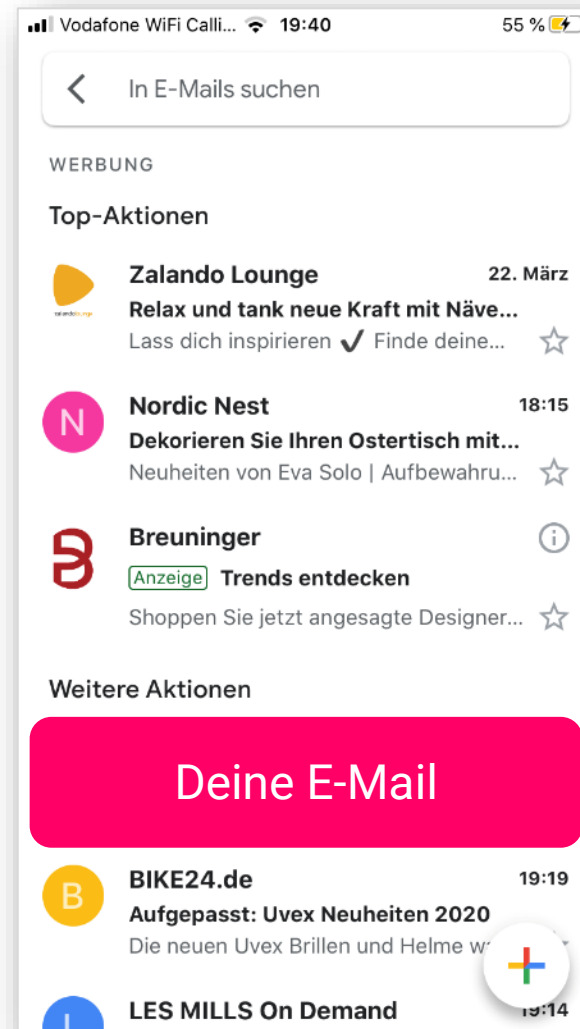 Vodafone WiFi Calli... 19:40 55 %
In E-Mails suchen
WERBUNG
Top-Aktionen
Zalando Lounge 22. März
Relax und tank neue Kraft mit Näve...
Lass dich inspirieren ✔ Finde deine...
N Nordic Nest 18:15
Dekorieren Sie Ihren Ostertisch mit...
Neuheiten von Eva Solo | Aufbewahru...
Breuninger
Anzeige Trends entdecken
Shoppen Sie jetzt angesagte Designer...
Weitere Aktionen
Deine E-Mail
B BIKE24.de 19:19
Aufgepasst: Uvex Neuheiten 2020
Die neuen Uvex Brillen und Helme
L LES MILLS On Demand 19:14